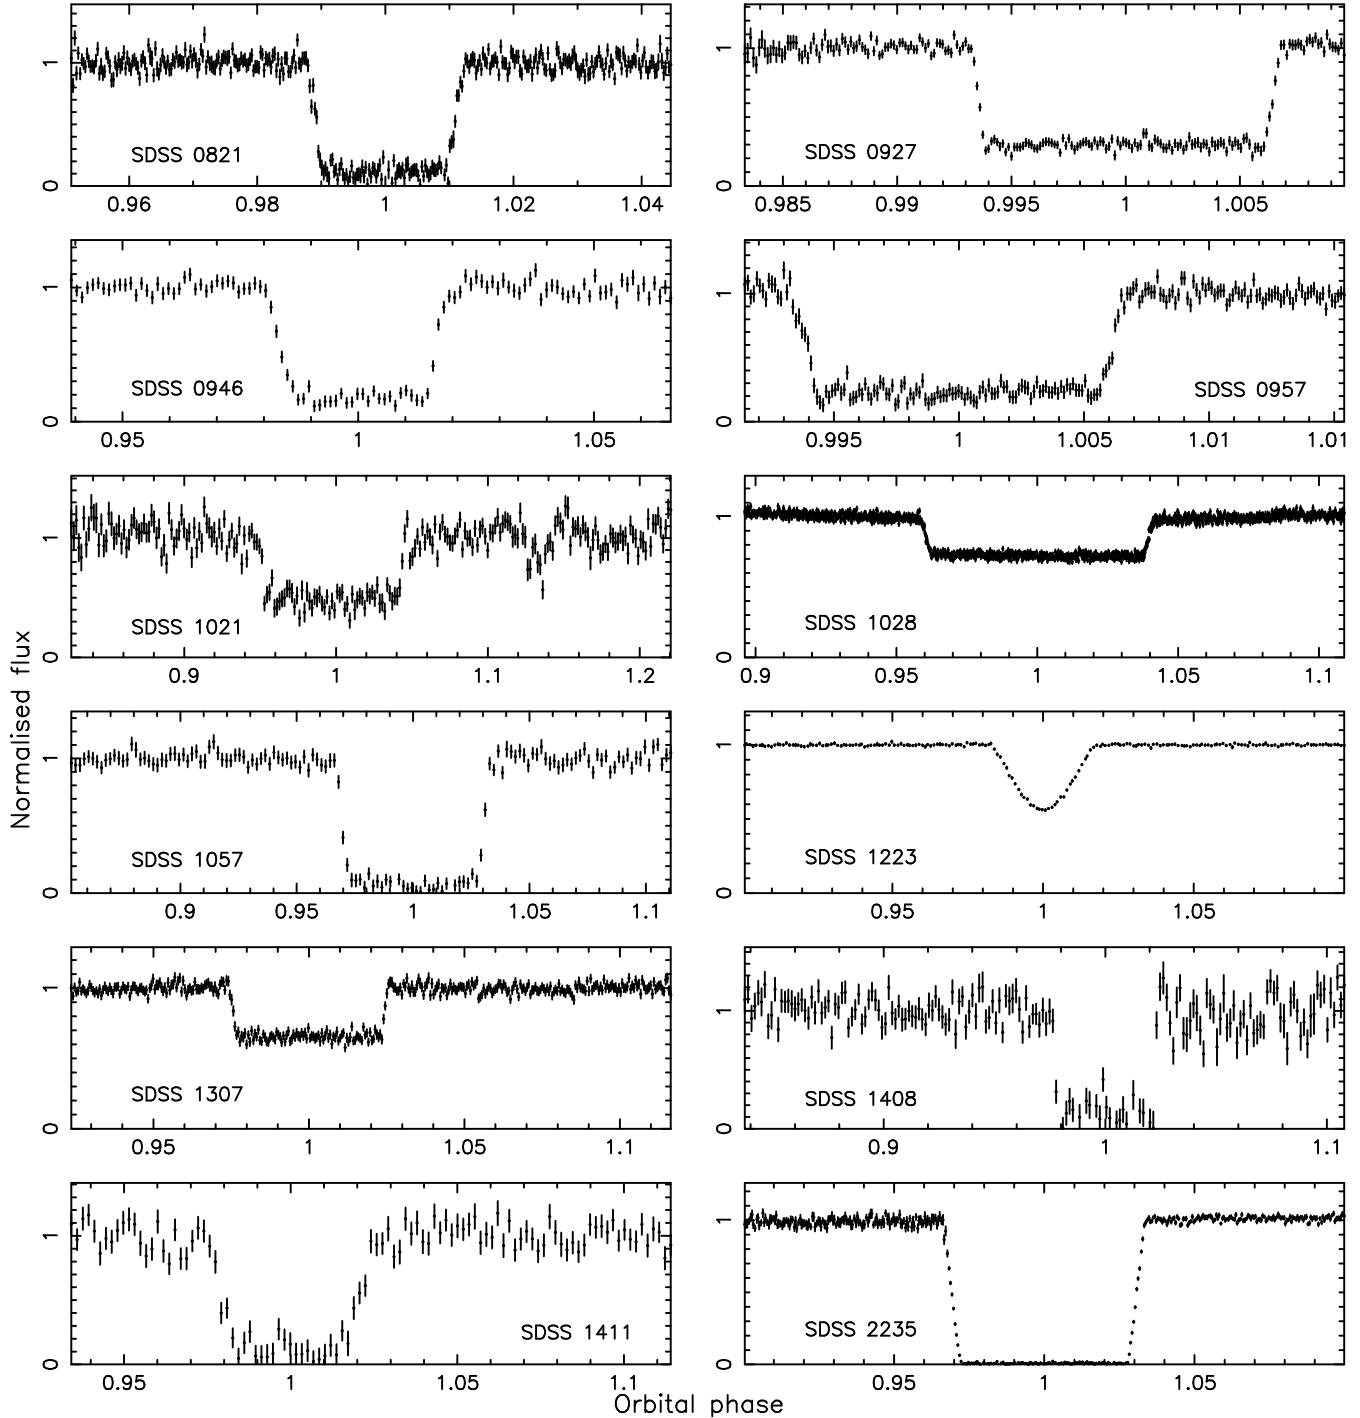 1
0
SDSS 0821
0.96 0.98 1 1.02 1.04
1
0
SDSS 0927
0.985 0.99 0.995 1 1.005
1
0
SDSS 0946
0.95 1 1.05
1
0
SDSS 0957
0.995 1 1.005 1.01 1.01
1
0
SDSS 1021
0.9 1 1.1 1.2
1
0
SDSS 1028
0.9 0.95 1 1.05 1.1
Normalised flux
1
0
SDSS 1057
0.9 0.95 1 1.05 1.1
1
0
SDSS 1223
0.95 1 1.05
1
0
SDSS 1307
0.95 1 1.05 1.1
1
0
SDSS 1408
0.9 1 1.1
1
0
SDSS 1411
0.95 1 1.05 1.1
1
0
SDSS 2235
0.95 1 1.05
Orbital phase